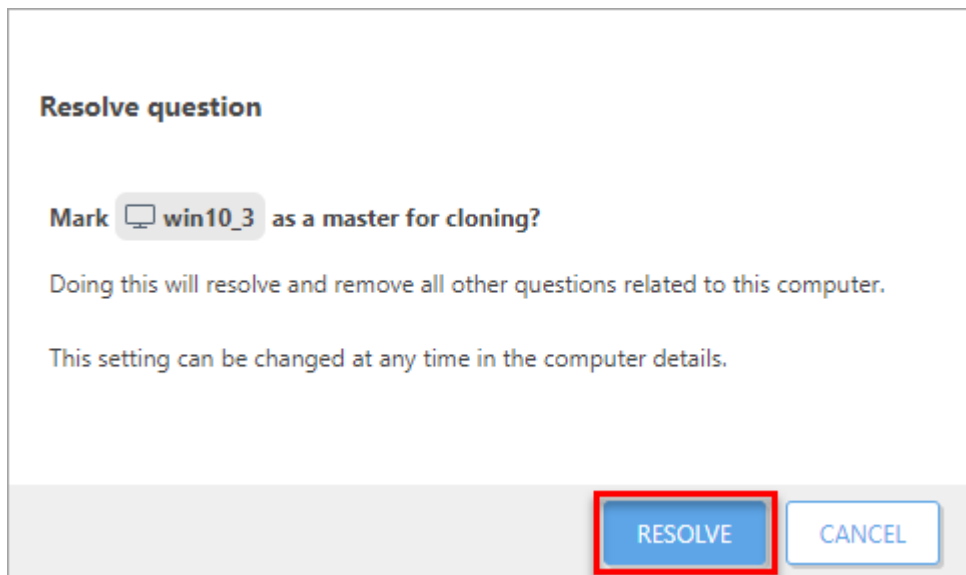 Resolve question
Mark win10_3 as a master for cloning?
Doing this will resolve and remove all other questions related to this computer.
This setting can be changed at any time in the computer details.
RESOLVE CANCEL